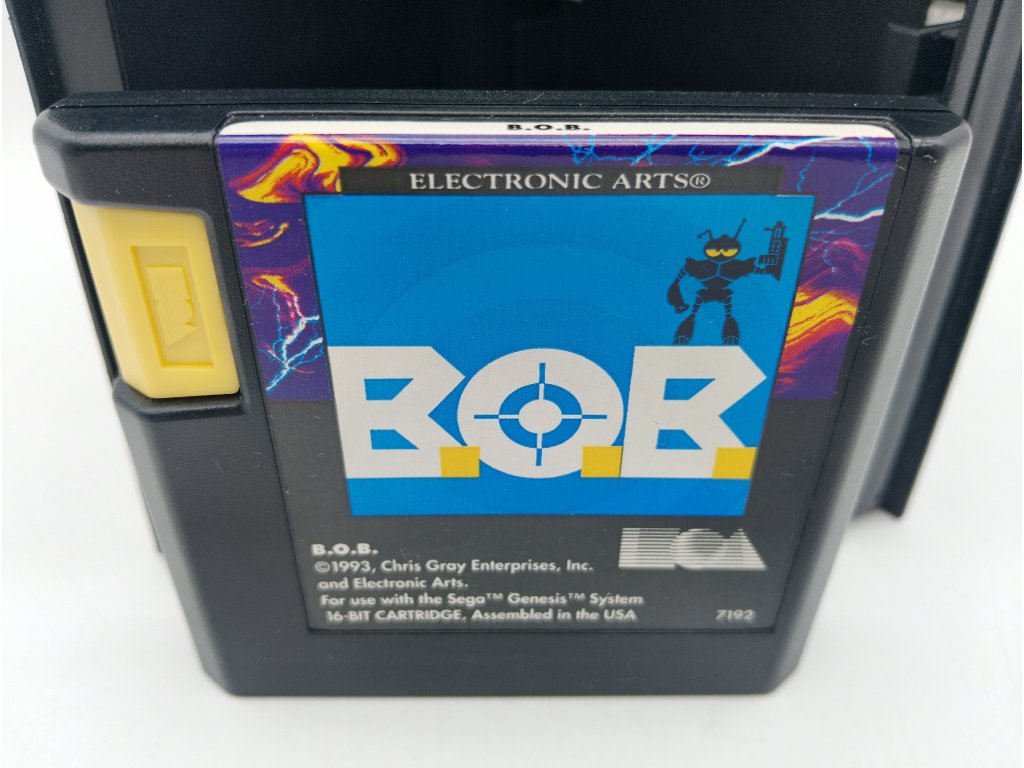 B.O.B.
ELECTRONIC ARTS®
B.O.B.
B.O.B.
©1993, Chris Gray Enterprises, Inc.
and Electronic Arts.
For use with the Sega™ Genesis™ System
16-BIT CARTRIDGE, Assembled in the USA
7192
EOA